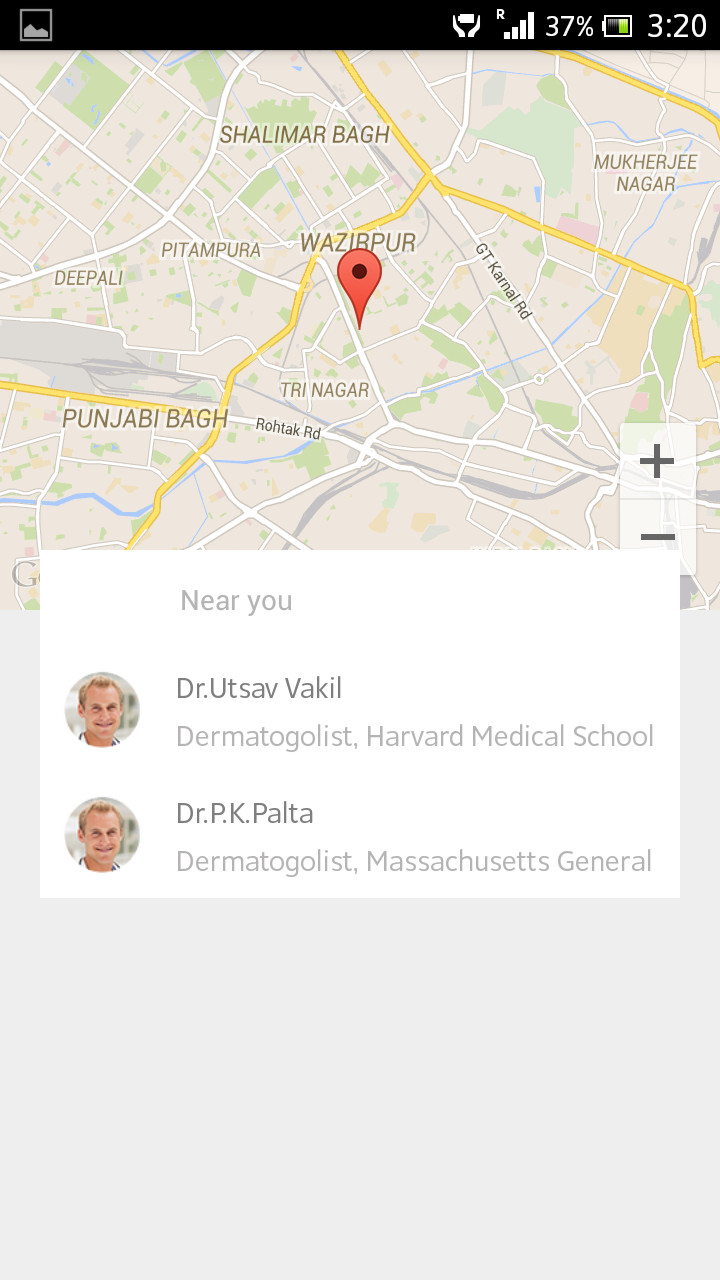 R 37% 3:20
SHALIMAR BAGH
MUKHERJEE
NAGAR
WAZIRPUR
PITAMPURA
GT Karnal Rd
DEEPALI
TRI NAGAR
PUNJABI BAGH
Rohtak Rd
+
−
Near you
Dr.Utsav Vakil
Dermatogolist, Harvard Medical School
Dr.P.K.Palta
Dermatogolist, Massachusetts General